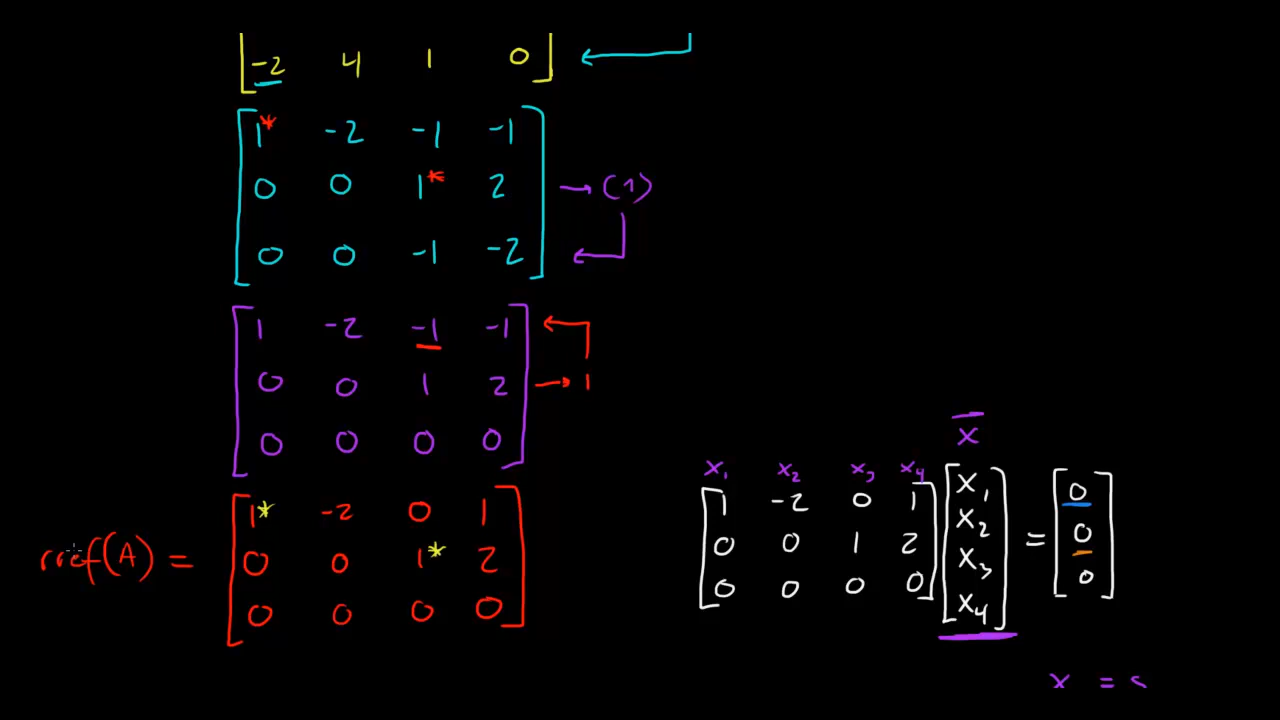 -2 4 1 0
1* -2 -1 -1
0 0 1* 2 → (1)
0 0 -1 -2
1 -2 -1 -1
0 0 1 2 → 1
0 0 0 0
rref(A) =
1* -2 0 1
0 0 1* 2
0 0 0 0
x̄
x₁ x₂ x₃ x₄
1 -2 0 1
0 0 1 2
0 0 0 0
x₁
x₂
x₃
x₄
=
0
0
0
x =